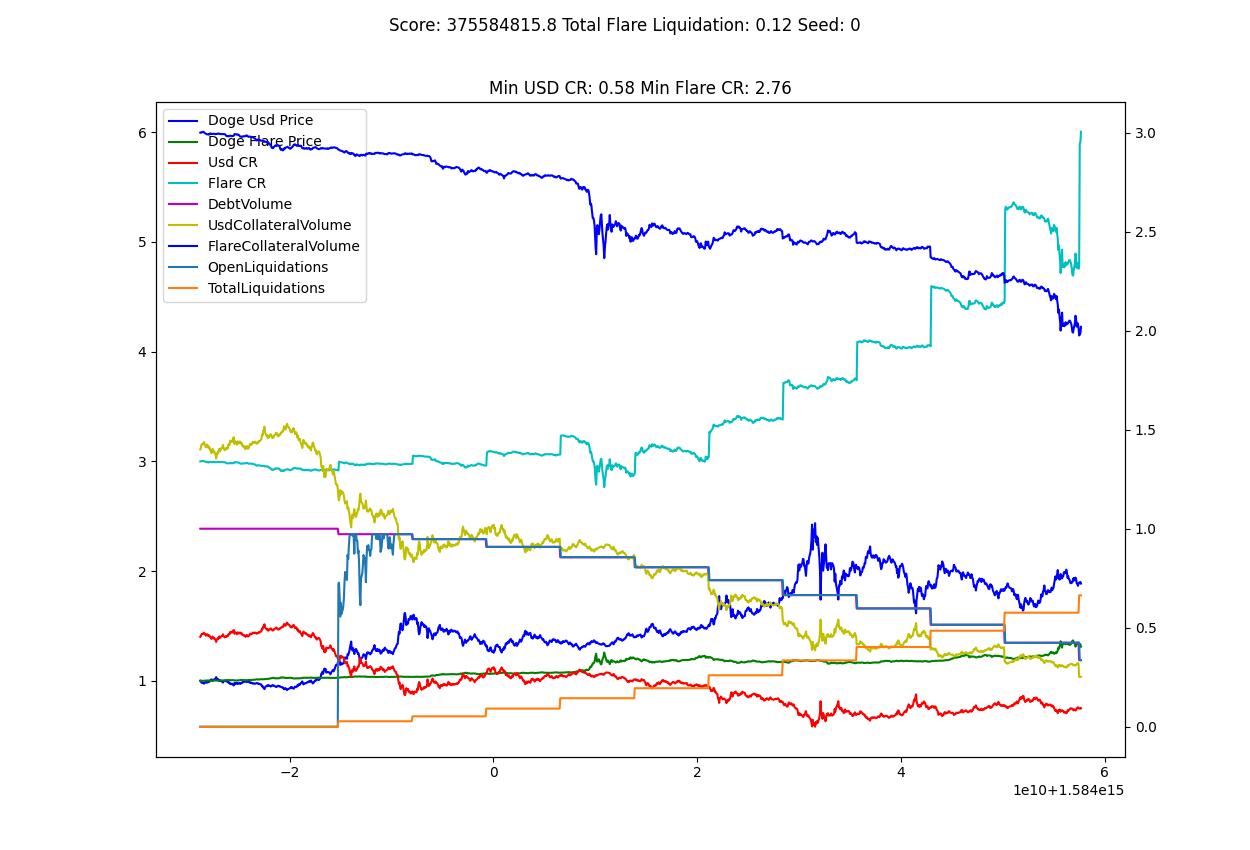 Score: 375584815.8 Total Flare Liquidation: 0.12 Seed: 0
Min USD CR: 0.58 Min Flare CR: 2.76
Doge Usd Price
Doge Flare Price
Usd CR
Flare CR
DebtVolume
UsdCollateralVolume
FlareCollateralVolume
OpenLiquidations
TotalLiquidations
6
5
4
3
2
1
3.0
2.5
2.0
1.5
1.0
0.5
0.0
−2
0
2
4
6
1e10+1.584e15